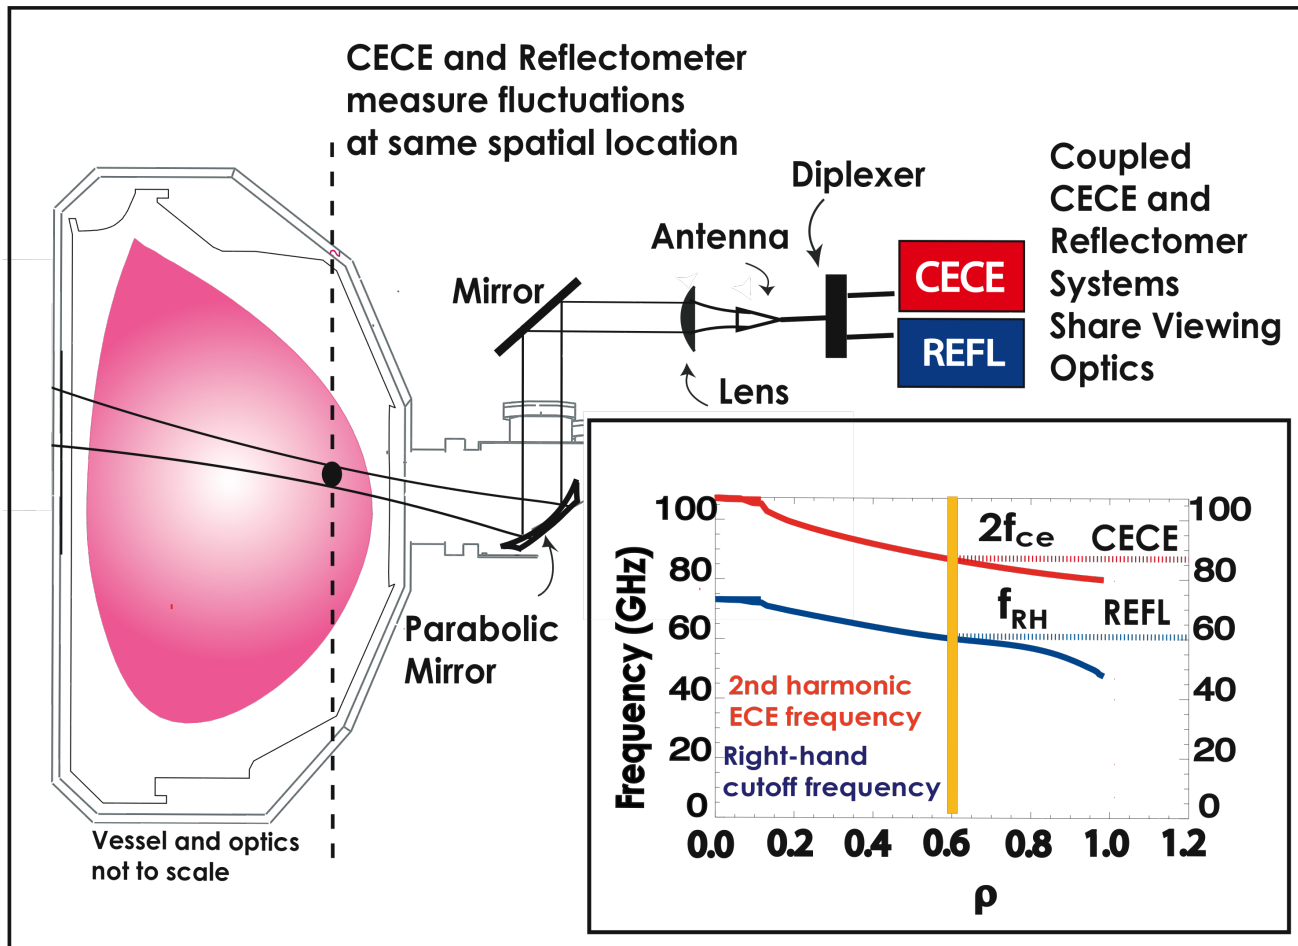 CECE and Reflectometer
measure fluctuations
at same spatial location
Diplexer
Antenna
Mirror
Lens
CECE
REFL
Coupled
CECE and
Reflectomer
Systems
Share Viewing
Optics
Parabolic
Mirror
Vessel and optics
not to scale
Frequency (GHz)
100
80
60
40
20
0
2fce
CECE
fRH
REFL
2nd harmonic
ECE frequency
Right-hand
cutoff frequency
100
80
60
40
20
0
0.0 0.2 0.4 0.6 0.8 1.0 1.2
ρ